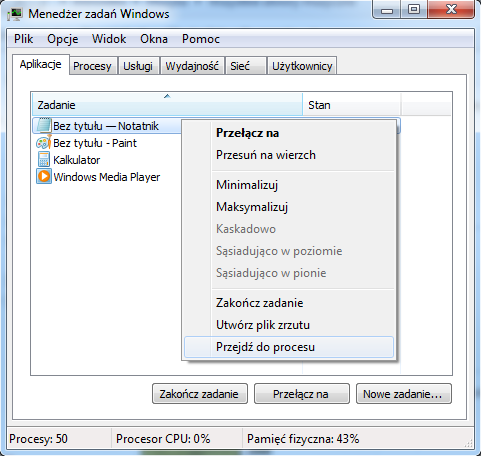 Menedżer zadań Windows
Plik Opcje Widok Okna Pomoc
Aplikacje Procesy Usługi Wydajność Sieć Użytkownicy
Zadanie Stan
Bez tytułu — Notatnik
Bez tytułu - Paint
Kalkulator
Windows Media Player
Przełącz na
Przesuń na wierzch
Minimalizuj
Maksymalizuj
Kaskadowo
Sąsiadująco w poziomie
Sąsiadująco w pionie
Zakończ zadanie
Utwórz plik zrzutu
Przejdź do procesu
Zakończ zadanie Przełącz na Nowe zadanie...
Procesy: 50 Procesor CPU: 0% Pamięć fizyczna: 43%